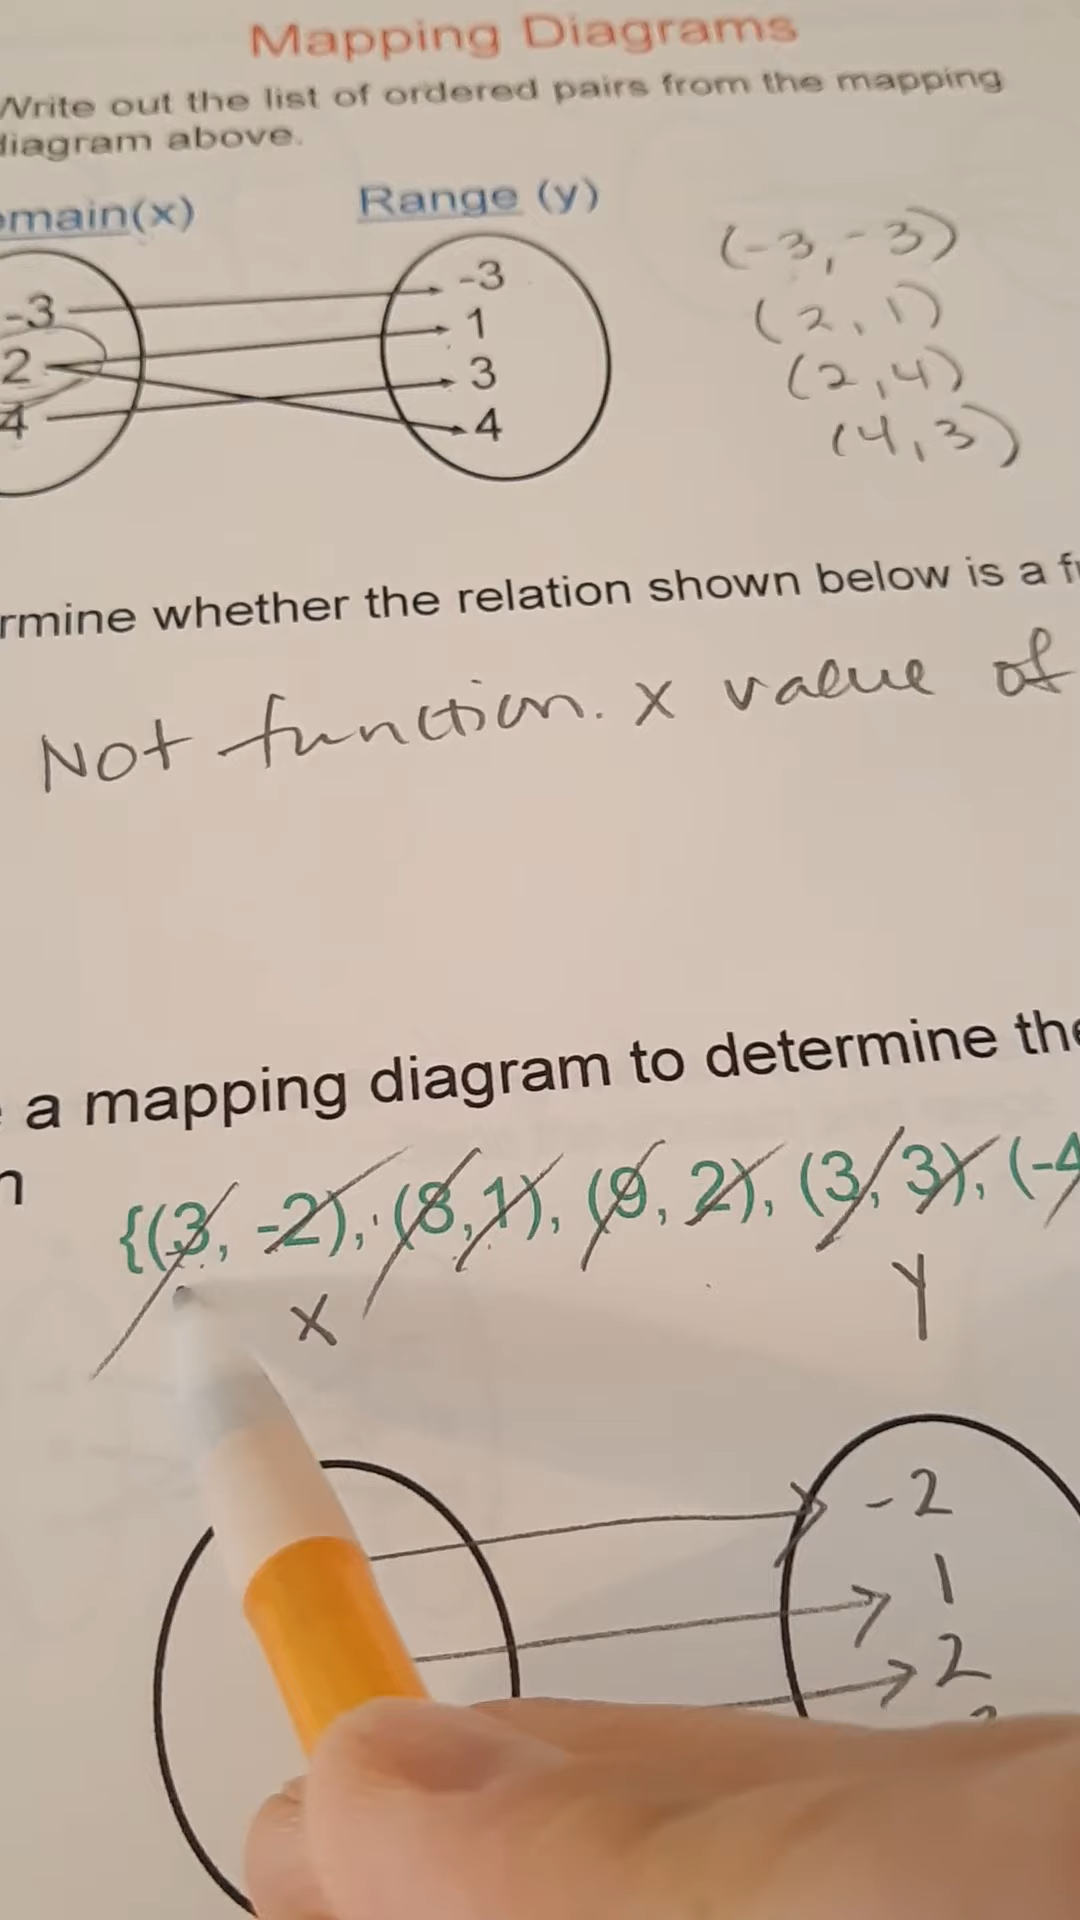 Mapping Diagrams
Write out the list of ordered pairs from the mapping
diagram above.
main(x) Range (y)
-3 -3 (-3,-3)
2 1 (2,1)
4 3 (2,4)
4 (4,3)
rmine whether the relation shown below is a f
Not function. x value of
a mapping diagram to determine the
{(3, -2), (8,1), (9, 2), (3, 3), (-4
X Y
-2
1
2